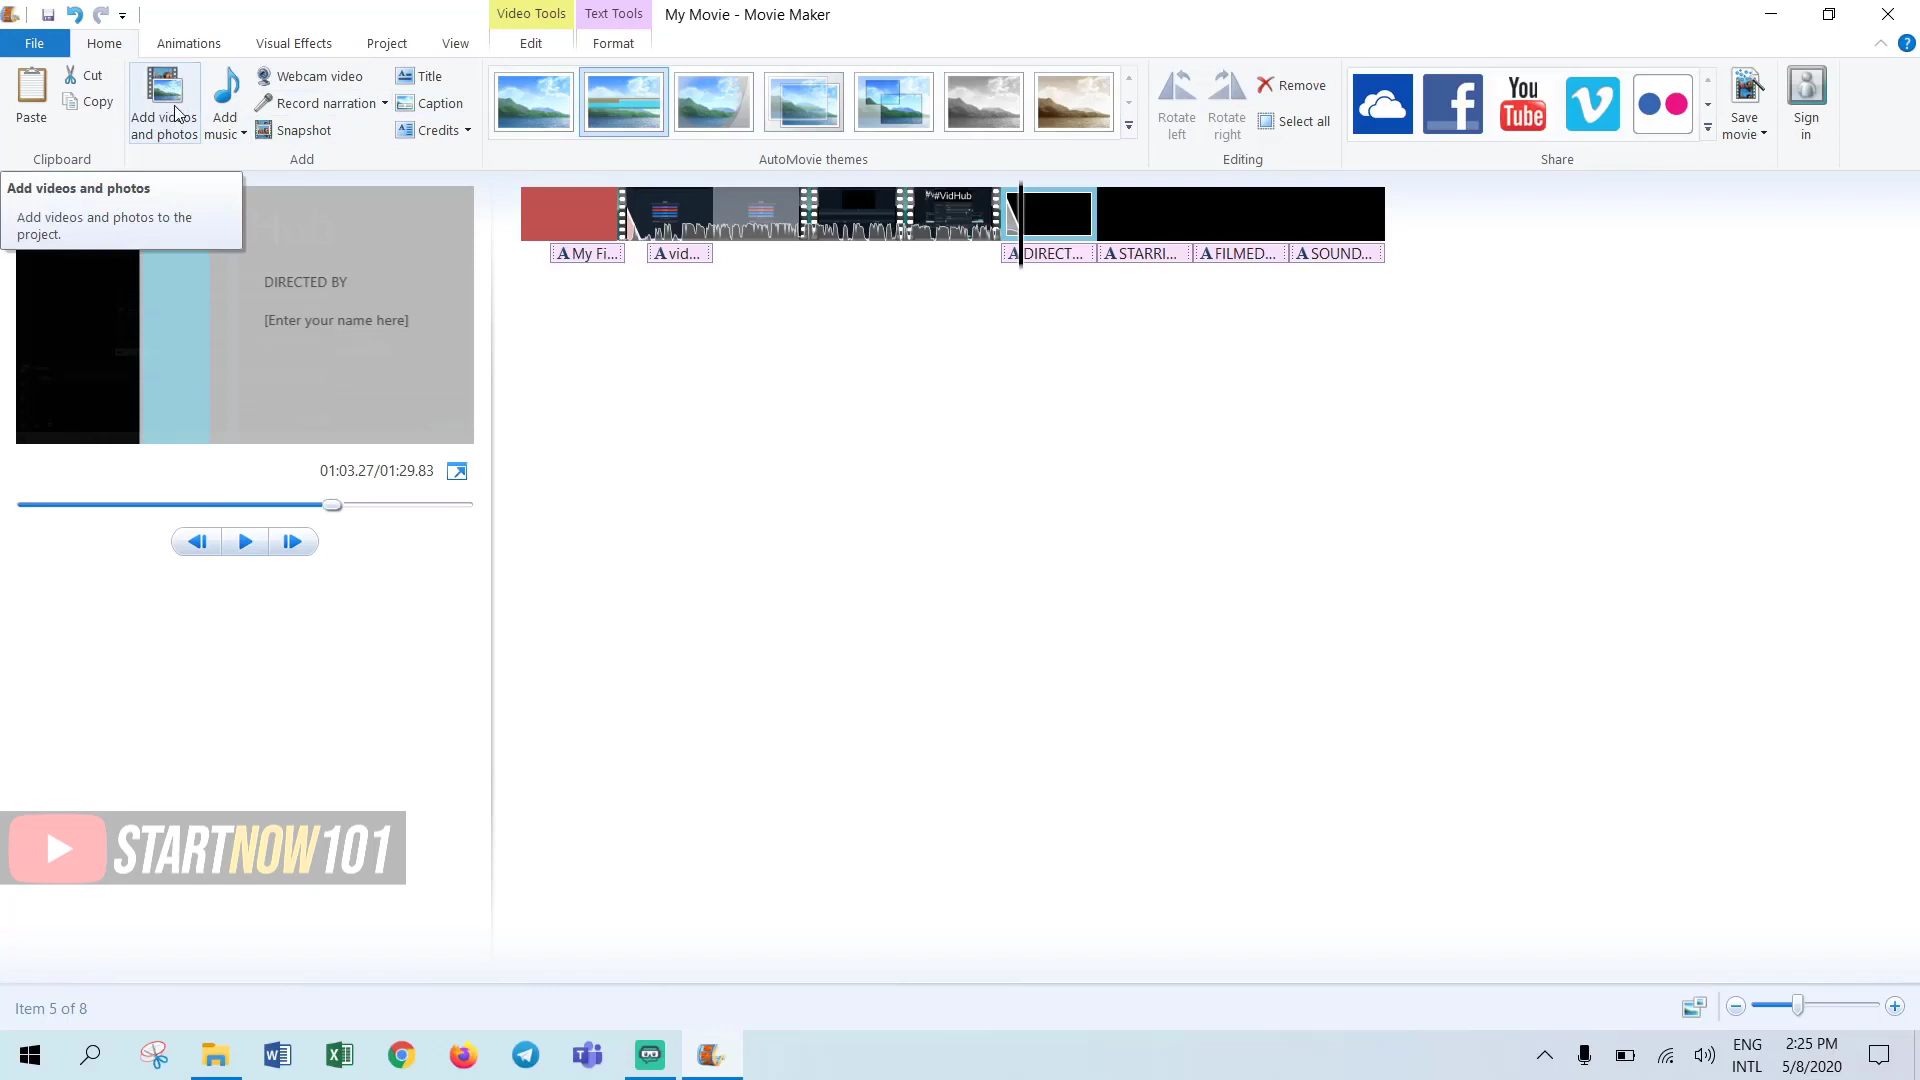 Video Tools
Text Tools
My Movie - Movie Maker
File
Home
Animations
Visual Effects
Project
View
Edit
Format
Paste
Cut
Copy
Clipboard
Add videos
and photos
Add
music
Webcam video
Record narration
Snapshot
Title
Caption
Credits
Add
AutoMovie themes
Rotate
left
Rotate
right
Remove
Select all
Editing
You
Tube
Share
Save
movie
Sign
in
Add videos and photos
Add videos and photos to the
project.
DIRECTED BY
[Enter your name here]
#v#VidHub
A My Fi...
A vid...
A DIRECT...
A STARRI...
A FILMED...
A SOUND...
01:03.27/01:29.83
STARTNOW101
Item 5 of 8
ENG
INTL
2:25 PM
5/8/2020